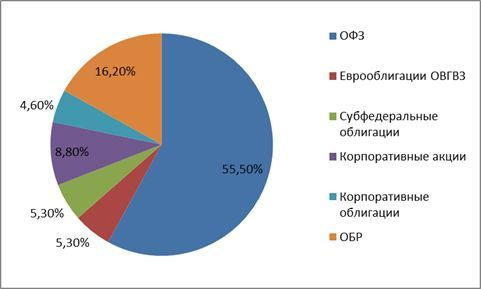 16,20%
4,60%
8,80%
5,30%
5,30%
55,50%
ОФЗ
Еврооблигации ОВГВЗ
Субфедеральные
облигации
Корпоративные акции
Корпоративные
облигации
ОБР